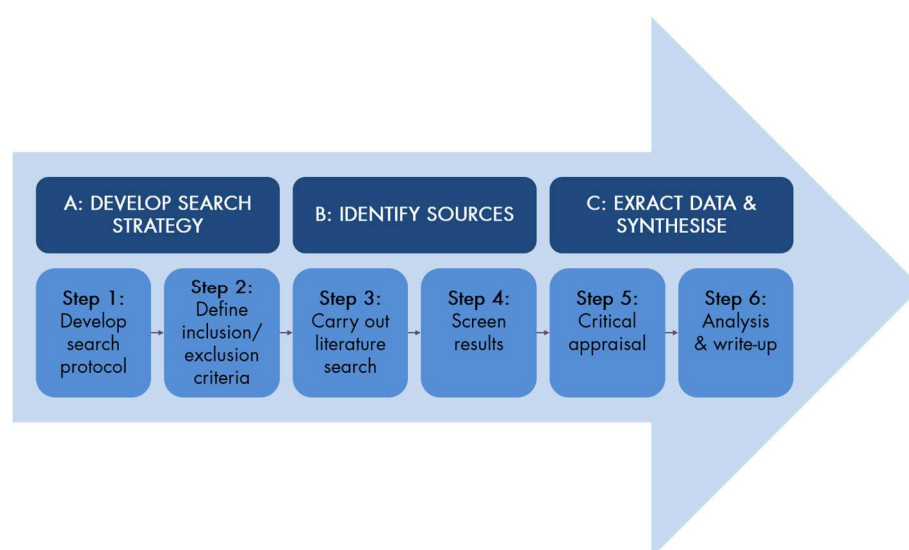 A: DEVELOP SEARCH
STRATEGY
B: IDENTIFY SOURCES
C: EXRACT DATA &
SYNTHESISE
Step 1:
Develop
search
protocol
Step 2:
Define
inclusion/
exclusion
criteria
Step 3:
Carry out
literature
search
Step 4:
Screen
results
Step 5:
Critical
appraisal
Step 6:
Analysis
& write-up